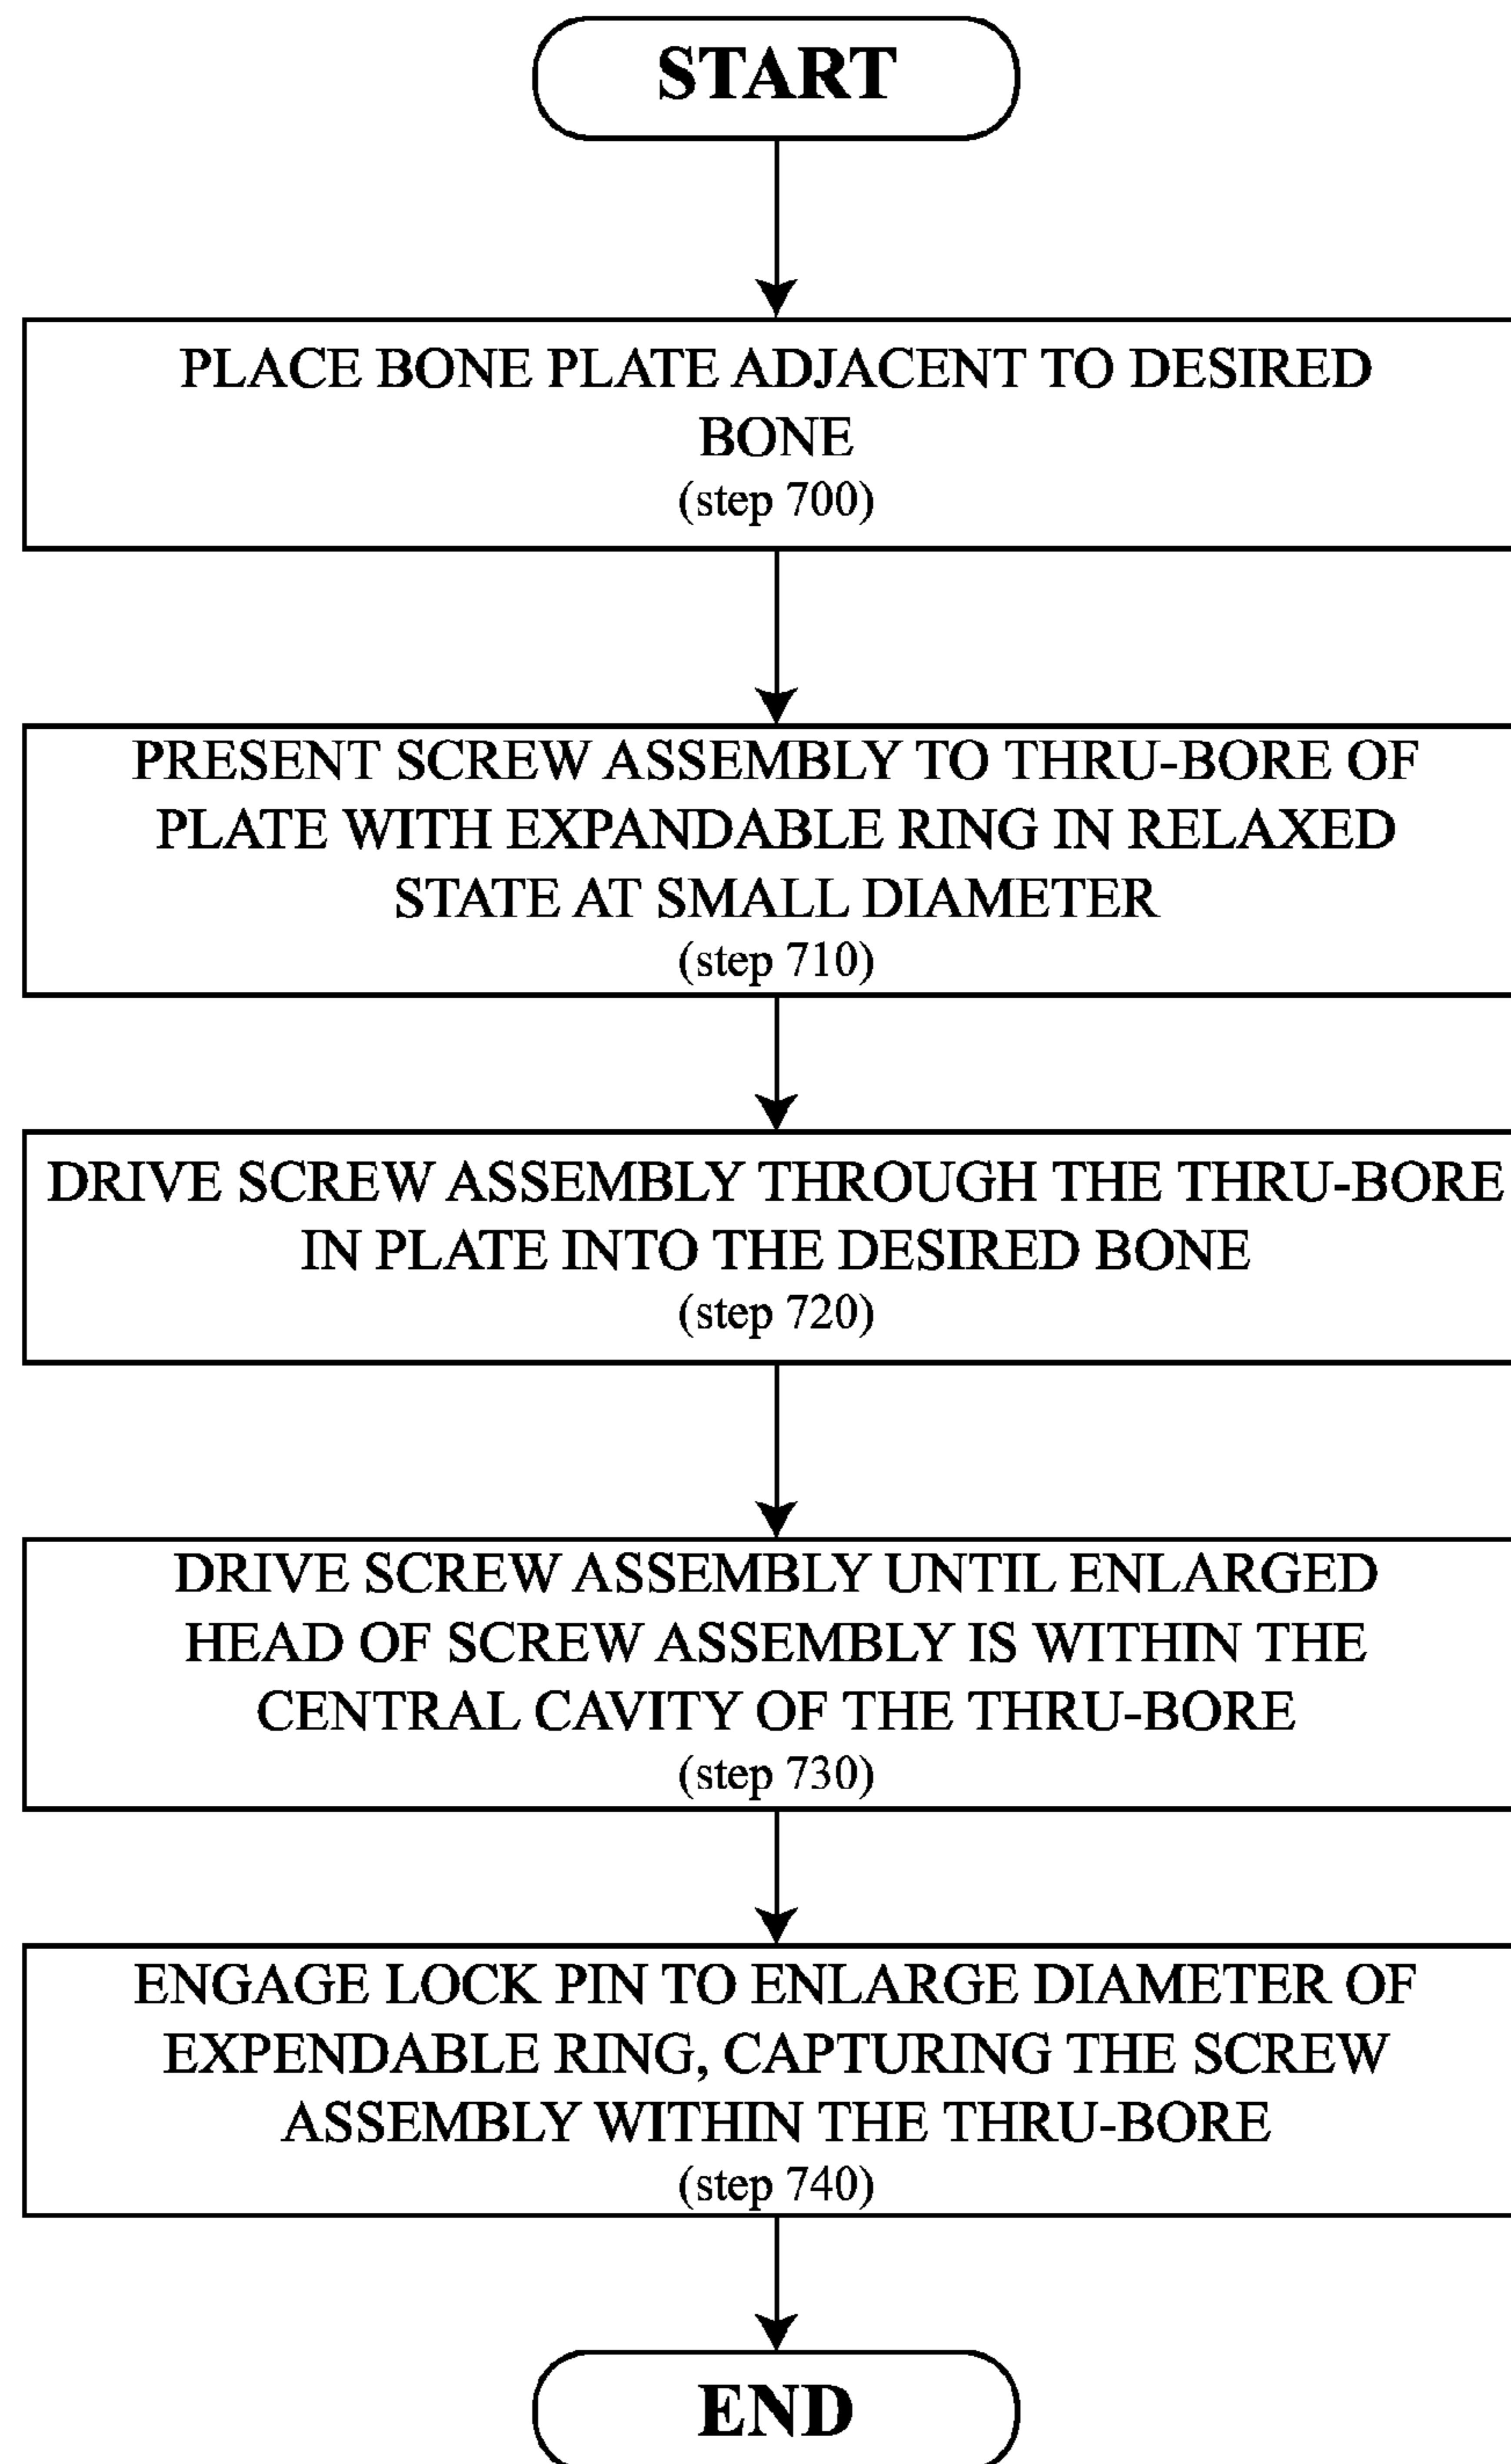 START
PLACE BONE PLATE ADJACENT TO DESIRED
BONE
(step 700)
PRESENT SCREW ASSEMBLY TO THRU-BORE OF
PLATE WITH EXPANDABLE RING IN RELAXED
STATE AT SMALL DIAMETER
(step 710)
DRIVE SCREW ASSEMBLY THROUGH THE THRU-BORE
IN PLATE INTO THE DESIRED BONE
(step 720)
DRIVE SCREW ASSEMBLY UNTIL ENLARGED
HEAD OF SCREW ASSEMBLY IS WITHIN THE
CENTRAL CAVITY OF THE THRU-BORE
(step 730)
ENGAGE LOCK PIN TO ENLARGE DIAMETER OF
EXPENDABLE RING, CAPTURING THE SCREW
ASSEMBLY WITHIN THE THRU-BORE
(step 740)
END